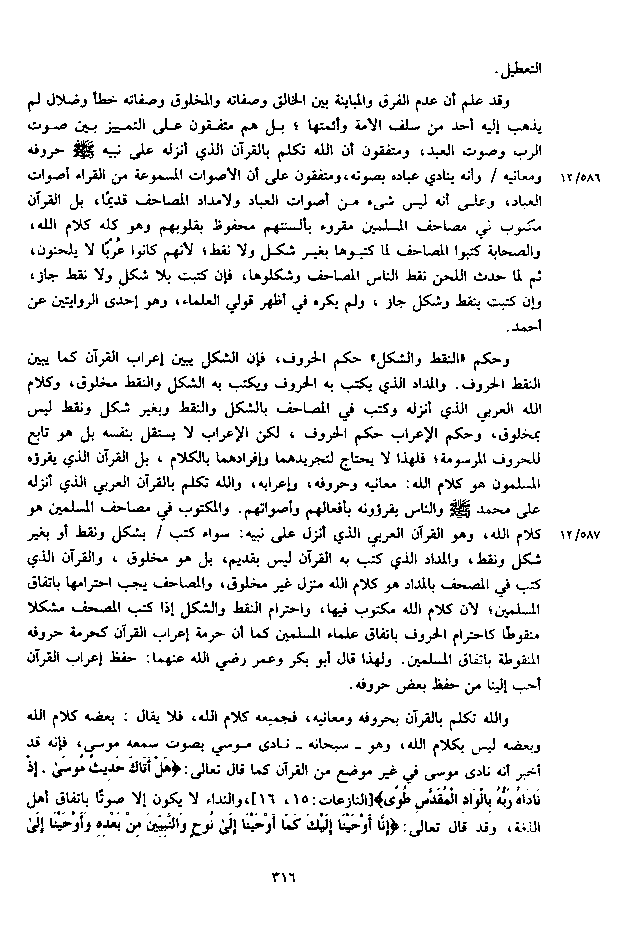 التعطيل .
وقد علم أن عدم الفرق والمباينة بين الخالق وصفاته والمخلوق وصفاته خطأ وضلال لم
يذهب إليه أحد من سلف الأمة وأئمتها ؛ بـل هم متفقون على التمييز بين صوت
الرب وصوت العبد، ومتفقون أن الله تكلم بالقرآن الذي أنزله على نبيه ﷺ حروفه
١٢/٥٨٦ ومعانيه / وأنه ينادي عباده بصوته، ومتفقون على أن الأصوات المسموعة من القراء أصوات
العباد، وعلـى أنه ليس شيء مـن أصوات العباد ولامداد المصاحف قديمًا، بل القرآن
مكتوب في مصاحف المسلمين مقروء بألسنتهم محفوظ بقلوبهم وهو كله كلام الله،
والصحابة كتبوا المصاحف لما كتبوها بغير شكل ولا نقط؛ لأنهم كانوا عُربًا لا يلحنون،
ثم لما حدث اللحن نقط الناس المصاحف وشكلوها، فإن كتبت بلا شكل ولا نقط جاز،
وإن كتبت بنقط وشكل جاز ، ولم يكره في أظهر قولي العلماء، وهو إحدى الروايتين عن
أحمد.
وحكم «النقط والشكل» حكم الحروف، فإن الشكل يبين إعراب القرآن كما يبين
النقط الحروف. والمداد الذي يكتب به الحروف ويكتب به الشكل والنقط مخلوق، وكلام
الله العربي الذي أنزله وكتب في المصاحف بالشكل والنقط وبغير شكل ونقط ليس
بمخلوق، وحكم الإعراب حكم الحروف ، لكن الإعراب لا يستقل بنفسه بل هو تابع
للحروف المرسومة؛ فلهذا لا يحتاج لتجريدهما وإفرادهما بالكلام ، بل القرآن الذي يقرؤه
المسلمون هو كلام الله: معانيه وحروفه، وإعرابه، والله تكلم بالقرآن العربي الذي أنزله
على محمد ﷺ والناس يقرؤونه بأفعالهم وأصواتهم. والمكتوب في مصاحف المسلمين هو
١٢/٥٨٧ كلام الله، وهو القرآن العربي الذي أنزل على نبيه: سواء كتب / بشكل ونقط أو بغير
شكل ونقط، والمداد الذي كتب به القرآن ليس بقديم، بل هو مخلوق ، والقرآن الذي
كتب في المصحف بالمداد هو كلام الله منزل غير مخلوق، والمصاحف يجب احترامها باتفاق
المسلمين؛ لأن كلام الله مكتوب فيها، واحترام النقط والشكل إذا كتب المصحف مشكلا
منقوطًا كاحترام الحروف باتفاق علماء المسلمين كما أن حرمة إعراب القرآن كحرمة حروفه
المنقوطة باتفاق المسلمين. ولهذا قال أبو بكر وعمر رضي الله عنهما: حفظ إعراب القرآن
أحب إلينا من حفظ بعض حروفه.
والله تكلم بالقرآن بحروفه ومعانيه، فجميعه كلام الله، فلا يقال : بعضه كلام الله
وبعضه ليس بكلام الله، وهو ـ سبحانه ـ نادى موسي بصوت سمعه موسى، فإنه قد
أخبر أنه نادى موسى في غير موضع من القرآن كما قال تعالى: ﴿هَلْ أَتَاكَ حَدِيثُ مُوسَىٰ . إِذْ
نَادَاهُ رَبُّهُ بِالْوَادِ الْمُقَدَّسِ طُوًى﴾[النازعات: ١٥، ١٦]،والنداء لا يكون إلا صوتًا باتفاق أهل
اللغة، وقد قال تعالى: ﴿إِنَّا أَوْحَيْنَا إِلَيْكَ كَمَا أَوْحَيْنَا إِلَىٰ نُوحٍ وَالنَّبِيِّينَ مِنْ بَعْدِهِ وَأَوْحَيْنَا إِلَىٰ
٣١٦